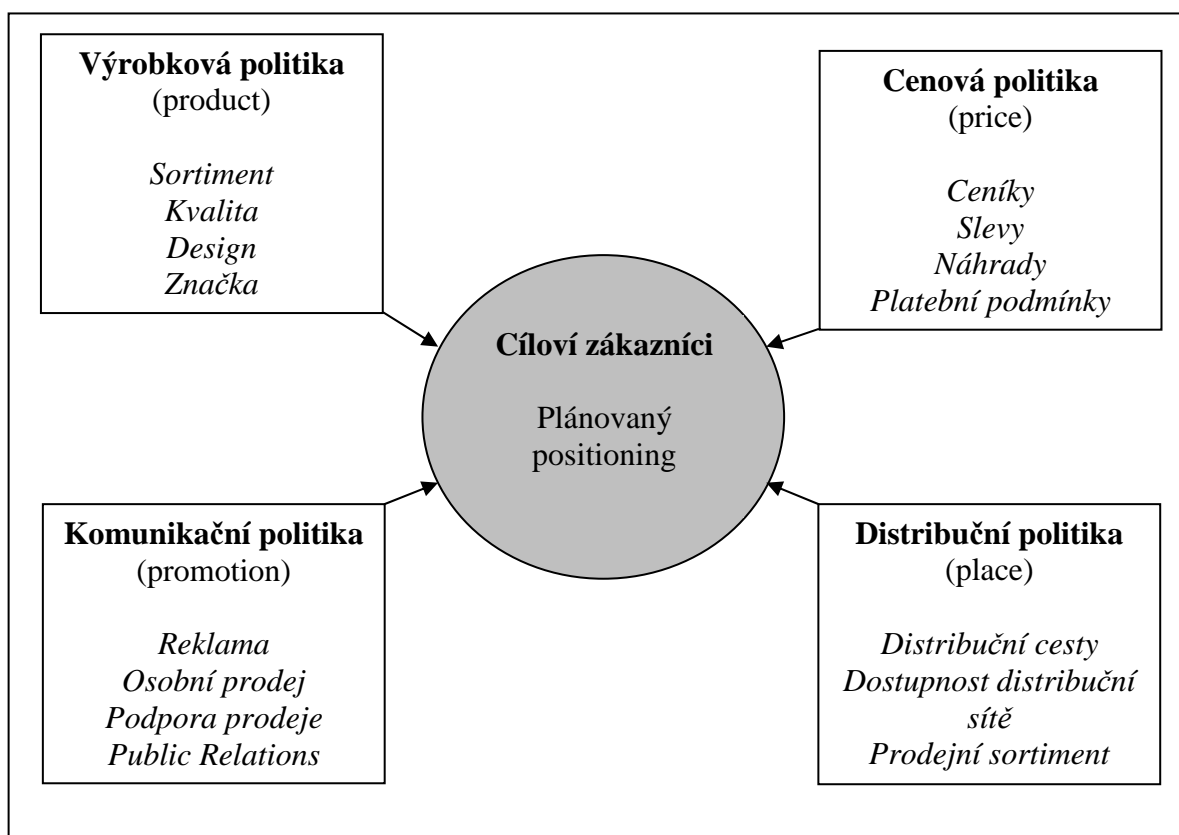 Výrobková politika
(product)
Sortiment
Kvalita
Design
Značka
Cenová politika
(price)
Ceníky
Slevy
Náhrady
Platební podmínky
Cíloví zákazníci
Plánovaný
positioning
Komunikační politika
(promotion)
Reklama
Osobní prodej
Podpora prodeje
Public Relations
Distribuční politika
(place)
Distribuční cesty
Dostupnost distribuční
sítě
Prodejní sortiment